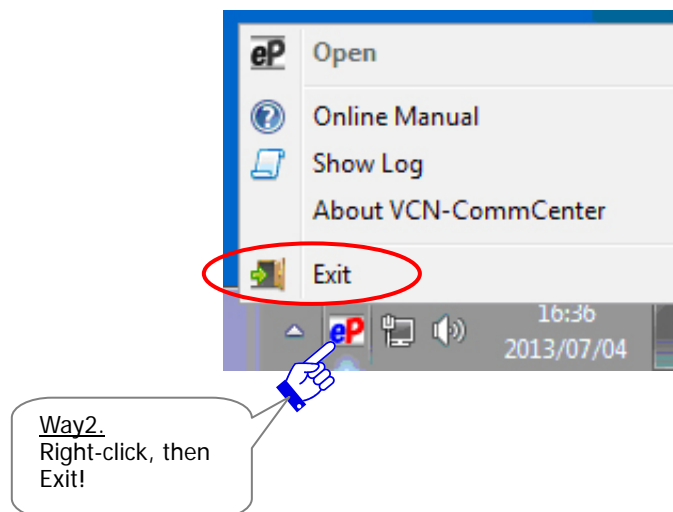 eP Open
Online Manual
Show Log
About VCN-CommCenter
Exit
eP
16:36
2013/07/04
Way2.
Right-click, then
Exit!